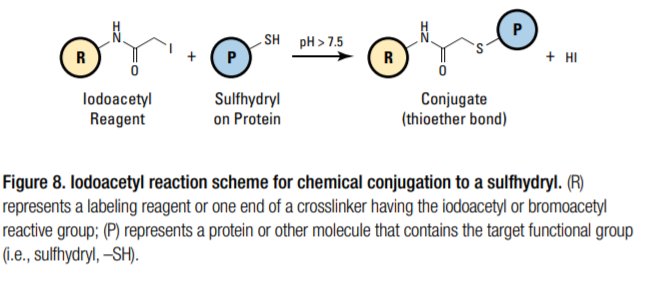 H
N
I
R
O
+
P
SH
pH > 7.5
R
H
N
O
S
P
+ HI
Iodoacetyl
Reagent
Sulfhydryl
on Protein
Conjugate
(thioether bond)
Figure 8. Iodoacetyl reaction scheme for chemical conjugation to a sulfhydryl. (R)
represents a labeling reagent or one end of a crosslinker having the iodoacetyl or bromoacetyl
reactive group; (P) represents a protein or other molecule that contains the target functional group
(i.e., sulfhydryl, –SH).